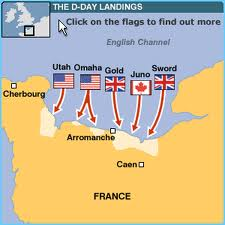 THE D-DAY LANDINGS
Click on the flags to find out more
English Channel
Utah Omaha Gold Juno Sword
Cherbourg
Arromanche
Caen
FRANCE